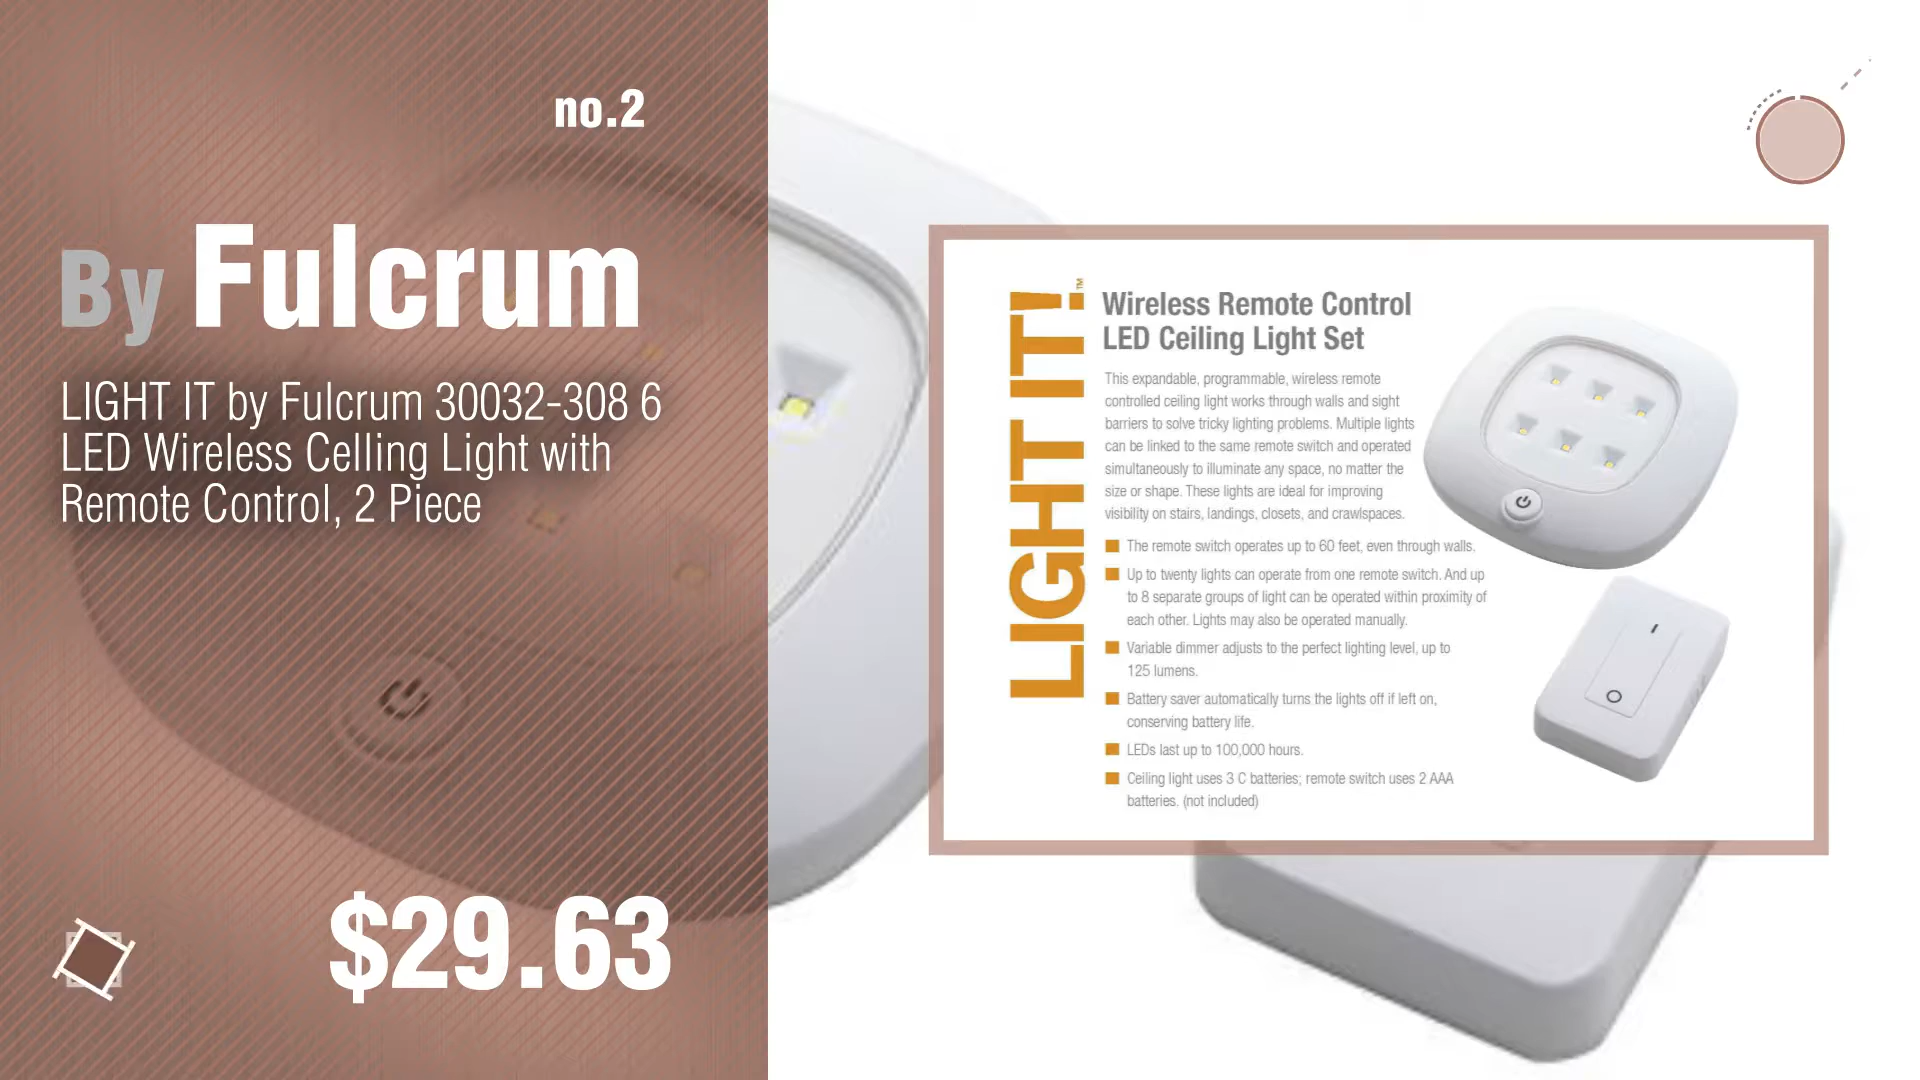 no.2
By Fulcrum
LIGHT IT by Fulcrum 30032-308 6
LED Wireless Celling Light with
Remote Control, 2 Piece
$29.63
LIGHT IT!™
Wireless Remote Control
LED Ceiling Light Set
This expandable, programmable, wireless remote
controlled ceiling light works through walls and sight
barriers to solve tricky lighting problems. Multiple lights
can be linked to the same remote switch and operated
simultaneously to illuminate any space, no matter the
size or shape. These lights are ideal for improving
visibility on stairs, landings, closets, and crawlspaces.
The remote switch operates up to 60 feet, even through walls.
Up to twenty lights can operate from one remote switch. And up
to 8 separate groups of light can be operated within proximity of
each other. Lights may also be operated manually.
Variable dimmer adjusts to the perfect lighting level, up to
125 lumens.
Battery saver automatically turns the lights off if left on,
conserving battery life.
LEDs last up to 100,000 hours.
Ceiling light uses 3 C batteries; remote switch uses 2 AAA
batteries. (not included)